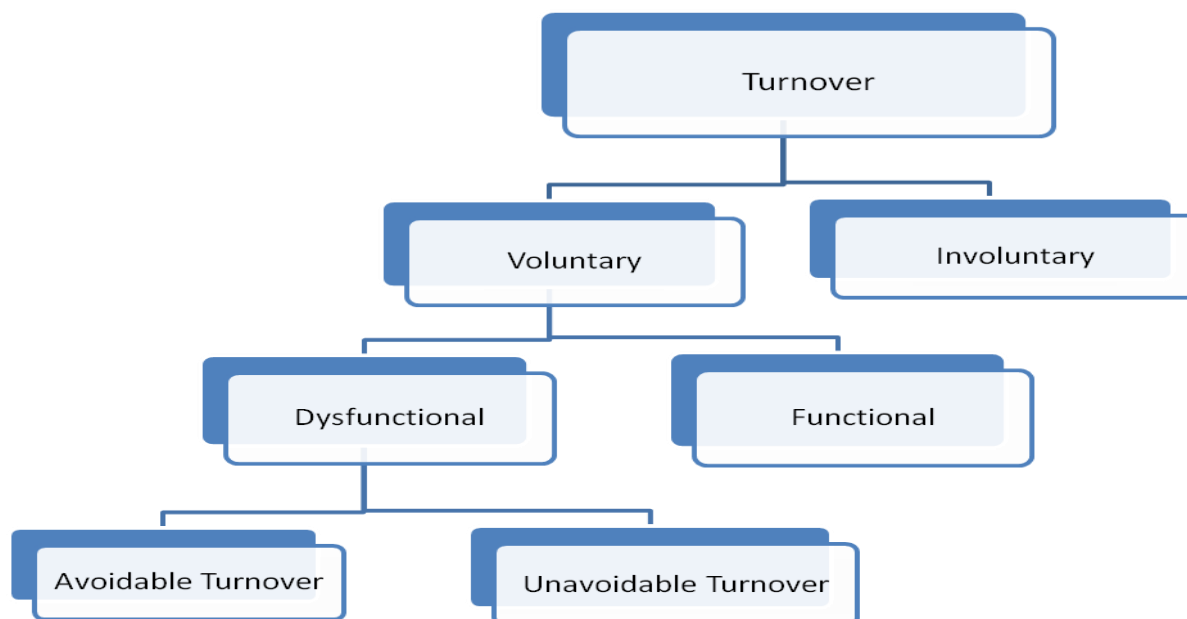 Turnover
Voluntary
Involuntary
Dysfunctional
Functional
Avoidable Turnover
Unavoidable Turnover